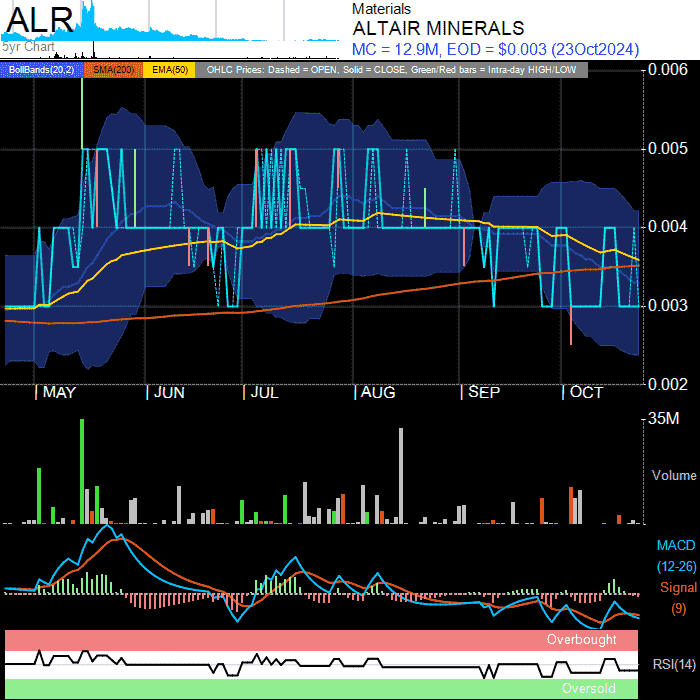 ALR
5yr Chart
Materials
ALTAIR MINERALS
MC = 12.9M, EOD = $0.003 (23Oct2024)
BollBands(20,2) SMA(200) EMA(50) OHLC Prices: Dashed = OPEN, Solid = CLOSE, Green/Red bars = Intra-day HIGH/LOW
0.006
0.005
0.004
0.003
0.002
MAY JUN JUL AUG SEP OCT
35M
Volume
MACD
(12-26)
Signal
(9)
Overbought
RSI(14)
Oversold